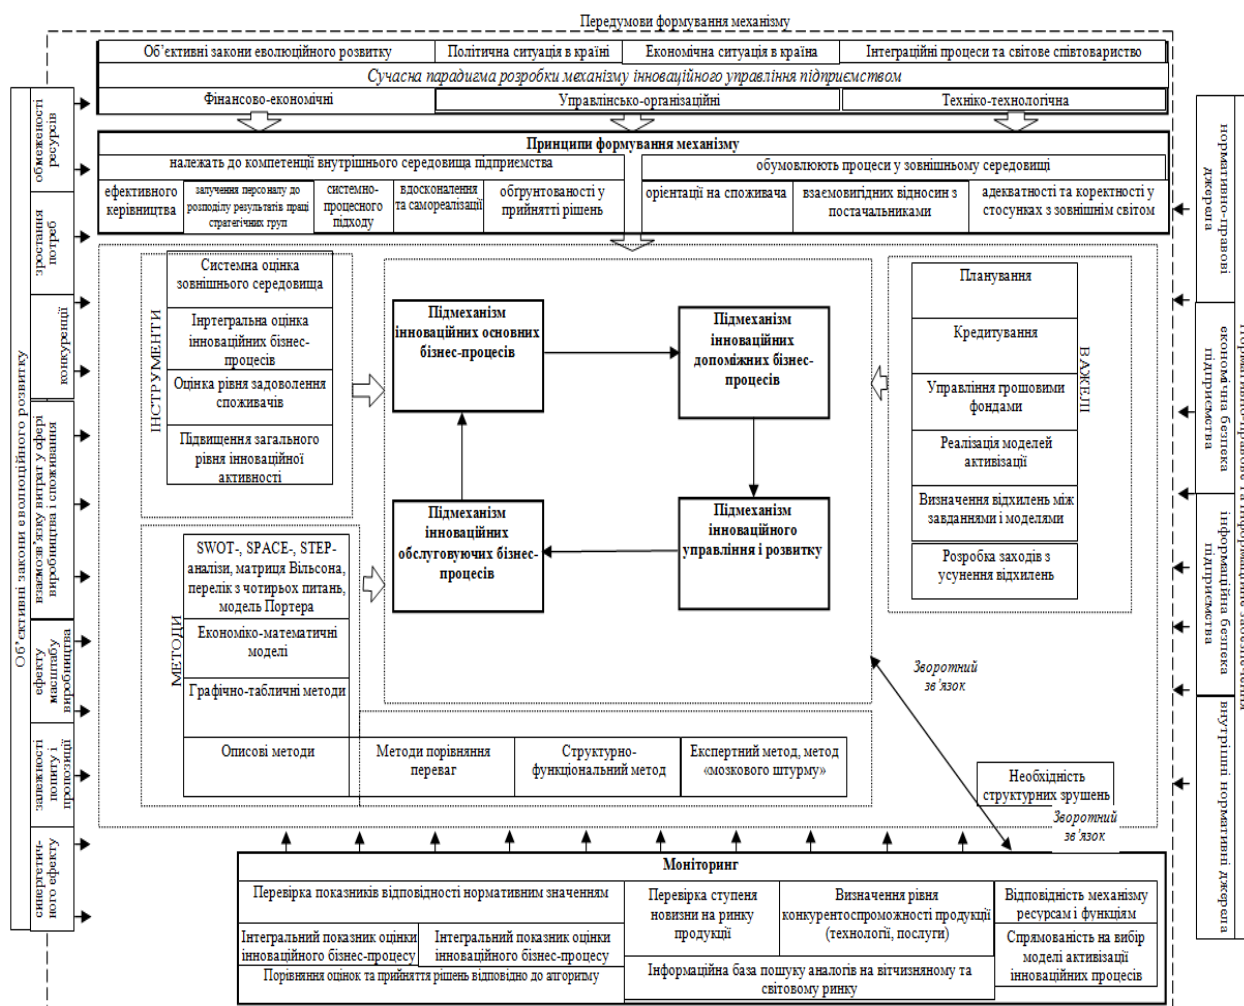 Передумови формування механізму
Об’єктивні закони еволюційного розвитку
Політична ситуація в країні
Економічна ситуація в країна
Інтеграційні процеси та світове співтовариство
Сучасна парадигма розробки механізму інноваційного управління підприємством
Фінансово-економічні
Управлінсько-організаційні
Техніко-технологічна
Принципи формування механізму
належать до компетенції внутрішнього середовища підприємства
обумовлюють процеси у зовнішньому середовищі
ефективного
керівництва
залучення персоналу до
розподілу результатів праці
стратегічних груп
системно-
процесного
підходу
вдосконалення
та самореалізації
обґрунтованості у
прийнятті рішень
орієнтації на споживача
взаємовигідних відносин з
постачальниками
адекватності та коректності у
стосунках з зовнішнім світом
Об’єктивні закони еволюційного розвитку
обмеженості
ресурсів
зростання
потреб
конкуренції
взаємозв’язку витрат у сфері
виробництва і споживання
ефекту
масштабу
виробництва
залежності
попиту і
пропозиції
синергетич-
ного ефекту
ІНСТРУМЕНТИ
Системна оцінка
зовнішнього середовища
Інртегральна оцінка
інноваційних бізнес-
процесів
Оцінка рівня задоволення
споживачів
Підвищення загального
рівня інноваційної
активності
МЕТОДИ
SWOT-, SPACE-, STEP-
аналізи, матриця Вільсона,
перелік з чотирьох питань,
модель Портера
Економіко-математичні
моделі
Графічно-табличні методи
Описові методи
Методи порівняння
переваг
Структурно-
функціональний метод
Експертний метод, метод
«мозкового штурму»
Підмеханізм
інноваційних основних
бізнес-процесів
Підмеханізм
інноваційних
допоміжних бізнес-
процесів
Підмеханізм
інноваційних
обслуговуючих бізнес-
процесів
Підмеханізм
інноваційного
управління і розвитку
ВАЖЕЛІ
Планування
Кредитування
Управління грошовими
фондами
Реалізація моделей
активізації
Визначення відхилень між
завданнями і моделями
Розробка заходів з
усунення відхилень
Зворотний
зв'язок
Необхідність
структурних зрушень
Зворотний
зв'язок
нормативно-правові
джерела
економічна безпека
підприємства
інформаційна безпека
підприємства
внутрішні нормативні джерела
Моніторинг
Перевірка показників відповідності нормативним значенням
Інтегральний показник оцінки
інноваційного бізнес-процесу
Інтегральний показник оцінки
інноваційного бізнес-процесу
Порівняння оцінок та прийняття рішень відповідно до алгоритму
Перевірка ступеня
новизни на ринку
продукції
Визначення рівня
конкурентоспроможності продукції
(технології, послуги)
Інформаційна база пошуку аналогів на вітчизняному та
світовому ринку
Відповідність механізму
ресурсам і функціям
Спрямованість на вибір
моделі активізації
інноваційних процесів